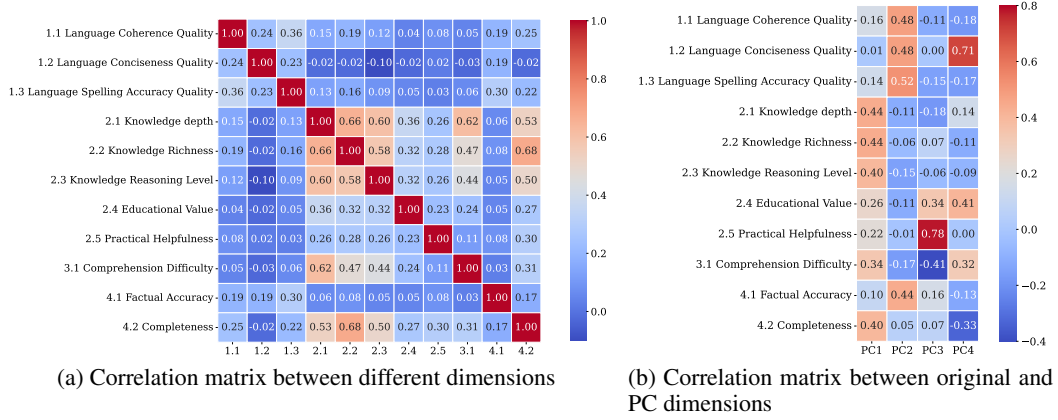 1.1 Language Coherence Quality 1.00 0.24 0.36 0.15 0.19 0.12 0.04 0.08 0.05 0.19 0.25
1.2 Language Conciseness Quality 0.24 1.00 0.23 -0.02 -0.02 -0.10 -0.02 0.02 -0.03 0.19 -0.02
1.3 Language Spelling Accuracy Quality 0.36 0.23 1.00 0.13 0.16 0.09 0.05 0.03 0.06 0.30 0.22
2.1 Knowledge depth 0.15 -0.02 0.13 1.00 0.66 0.60 0.36 0.26 0.62 0.06 0.53
2.2 Knowledge Richness 0.19 -0.02 0.16 0.66 1.00 0.58 0.32 0.28 0.47 0.08 0.68
2.3 Knowledge Reasoning Level 0.12 -0.10 0.09 0.60 0.58 1.00 0.32 0.26 0.44 0.05 0.50
2.4 Educational Value 0.04 -0.02 0.05 0.36 0.32 0.32 1.00 0.23 0.24 0.05 0.27
2.5 Practical Helpfulness 0.08 0.02 0.03 0.26 0.28 0.26 0.23 1.00 0.11 0.08 0.30
3.1 Comprehension Difficulty 0.05 -0.03 0.06 0.62 0.47 0.44 0.24 0.11 1.00 0.03 0.31
4.1 Factual Accuracy 0.19 0.19 0.30 0.06 0.08 0.05 0.05 0.08 0.03 1.00 0.17
4.2 Completeness 0.25 -0.02 0.22 0.53 0.68 0.50 0.27 0.30 0.31 0.17 1.00
1.1 1.2 1.3 2.1 2.2 2.3 2.4 2.5 3.1 4.1 4.2
1.0
0.8
0.6
0.4
0.2
0.0
(a) Correlation matrix between different dimensions
1.1 Language Coherence Quality 0.16 0.48 -0.11 -0.18
1.2 Language Conciseness Quality 0.01 0.48 0.00 0.71
1.3 Language Spelling Accuracy Quality 0.14 0.52 -0.15 -0.17
2.1 Knowledge depth 0.44 -0.11 -0.18 0.14
2.2 Knowledge Richness 0.44 -0.06 0.07 -0.11
2.3 Knowledge Reasoning Level 0.40 -0.15 -0.06 -0.09
2.4 Educational Value 0.26 -0.11 0.34 0.41
2.5 Practical Helpfulness 0.22 -0.01 0.78 0.00
3.1 Comprehension Difficulty 0.34 -0.17 -0.41 0.32
4.1 Factual Accuracy 0.10 0.44 0.16 -0.13
4.2 Completeness 0.40 0.05 0.07 -0.33
PC1 PC2 PC3 PC4
0.8
0.6
0.4
0.2
0.0
−0.2
−0.4
(b) Correlation matrix between original and
PC dimensions